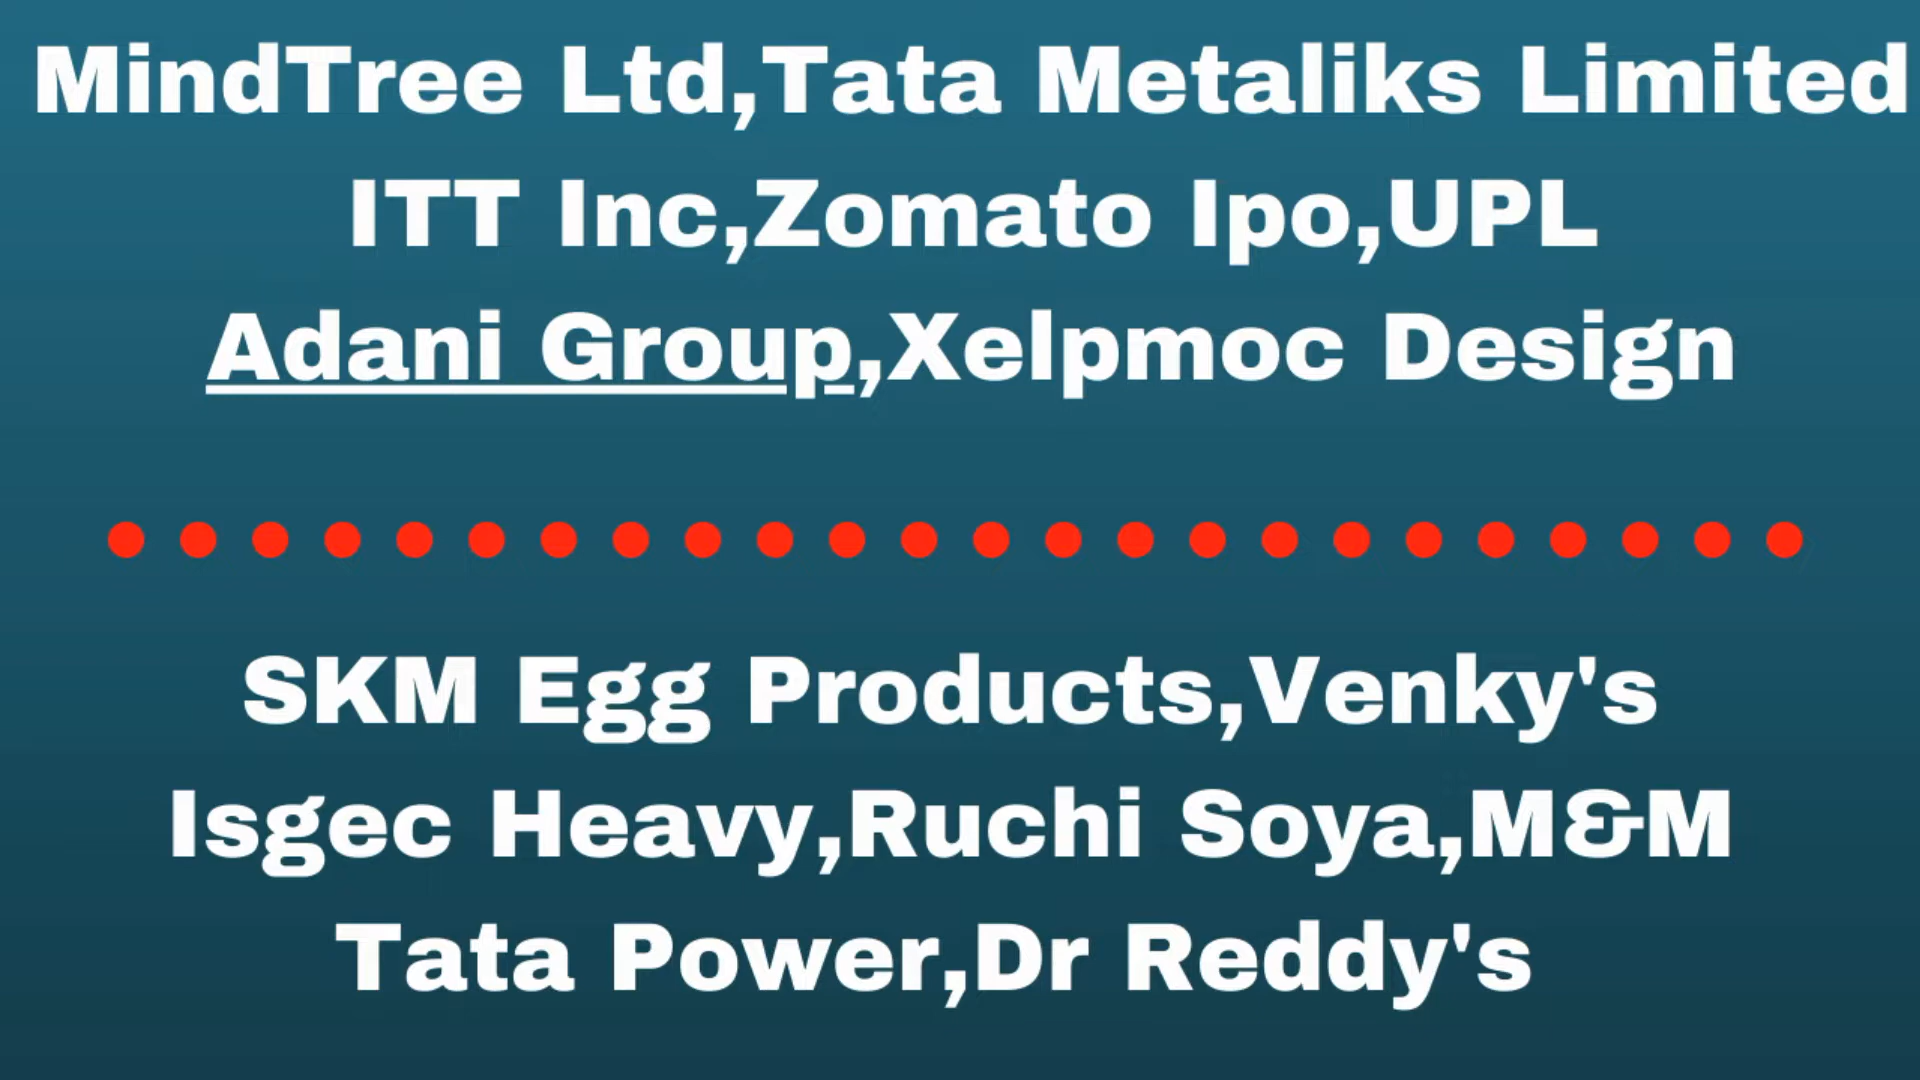 MindTree Ltd,Tata Metaliks Limited
ITT Inc,Zomato Ipo,UPL
Adani Group,Xelpmoc Design
SKM Egg Products,Venky's
Isgec Heavy,Ruchi Soya,M&M
Tata Power,Dr Reddy's